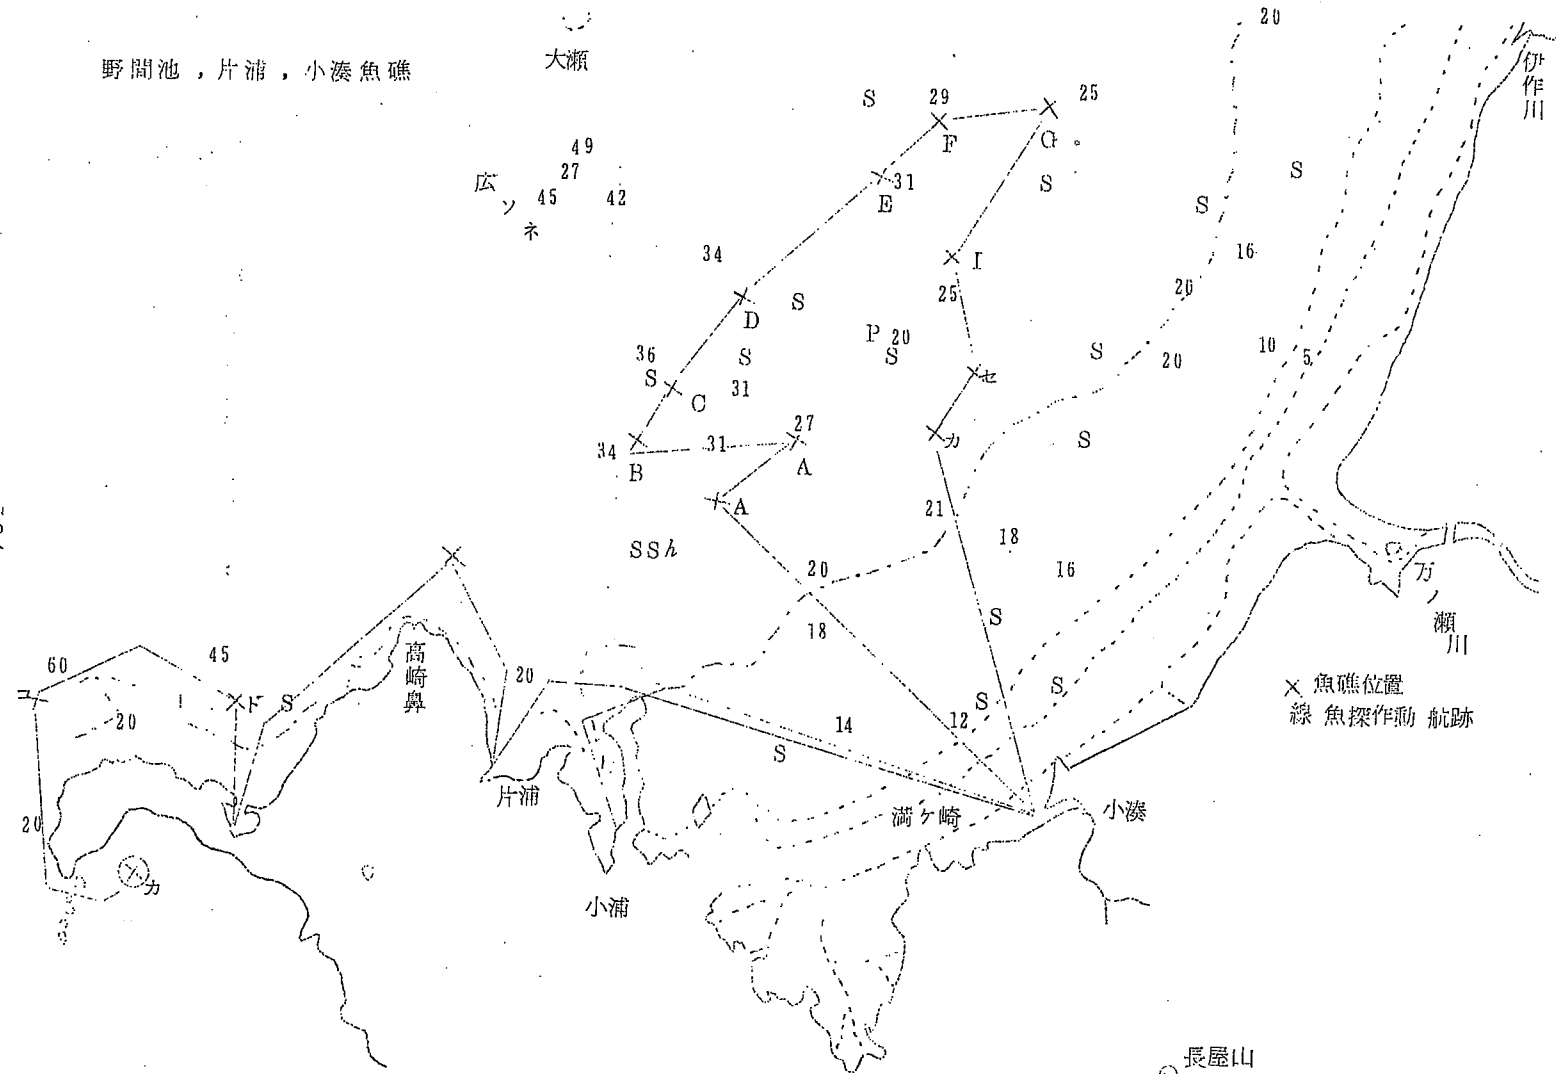 野間池，片浦，小湊魚礁
大瀬
20
伊作川
S
29
25
F
G
49
27
広ソネ
45
42
31
E
S
S
S
34
16
I
D
S
25
20
P 20
S
S
36
S
C
31
S
20
10
5
セ
27
カ
S
34
B
31
A
A
21
18
SSh
20
16
万ノ瀬川
S
18
高崎鼻
60
45
20
ユ
20
ド
S
S
S
× 魚礁位置
線 魚探作動 航跡
14
12
S
片浦
満ケ崎
小湊
20
カ
小浦
長屋山